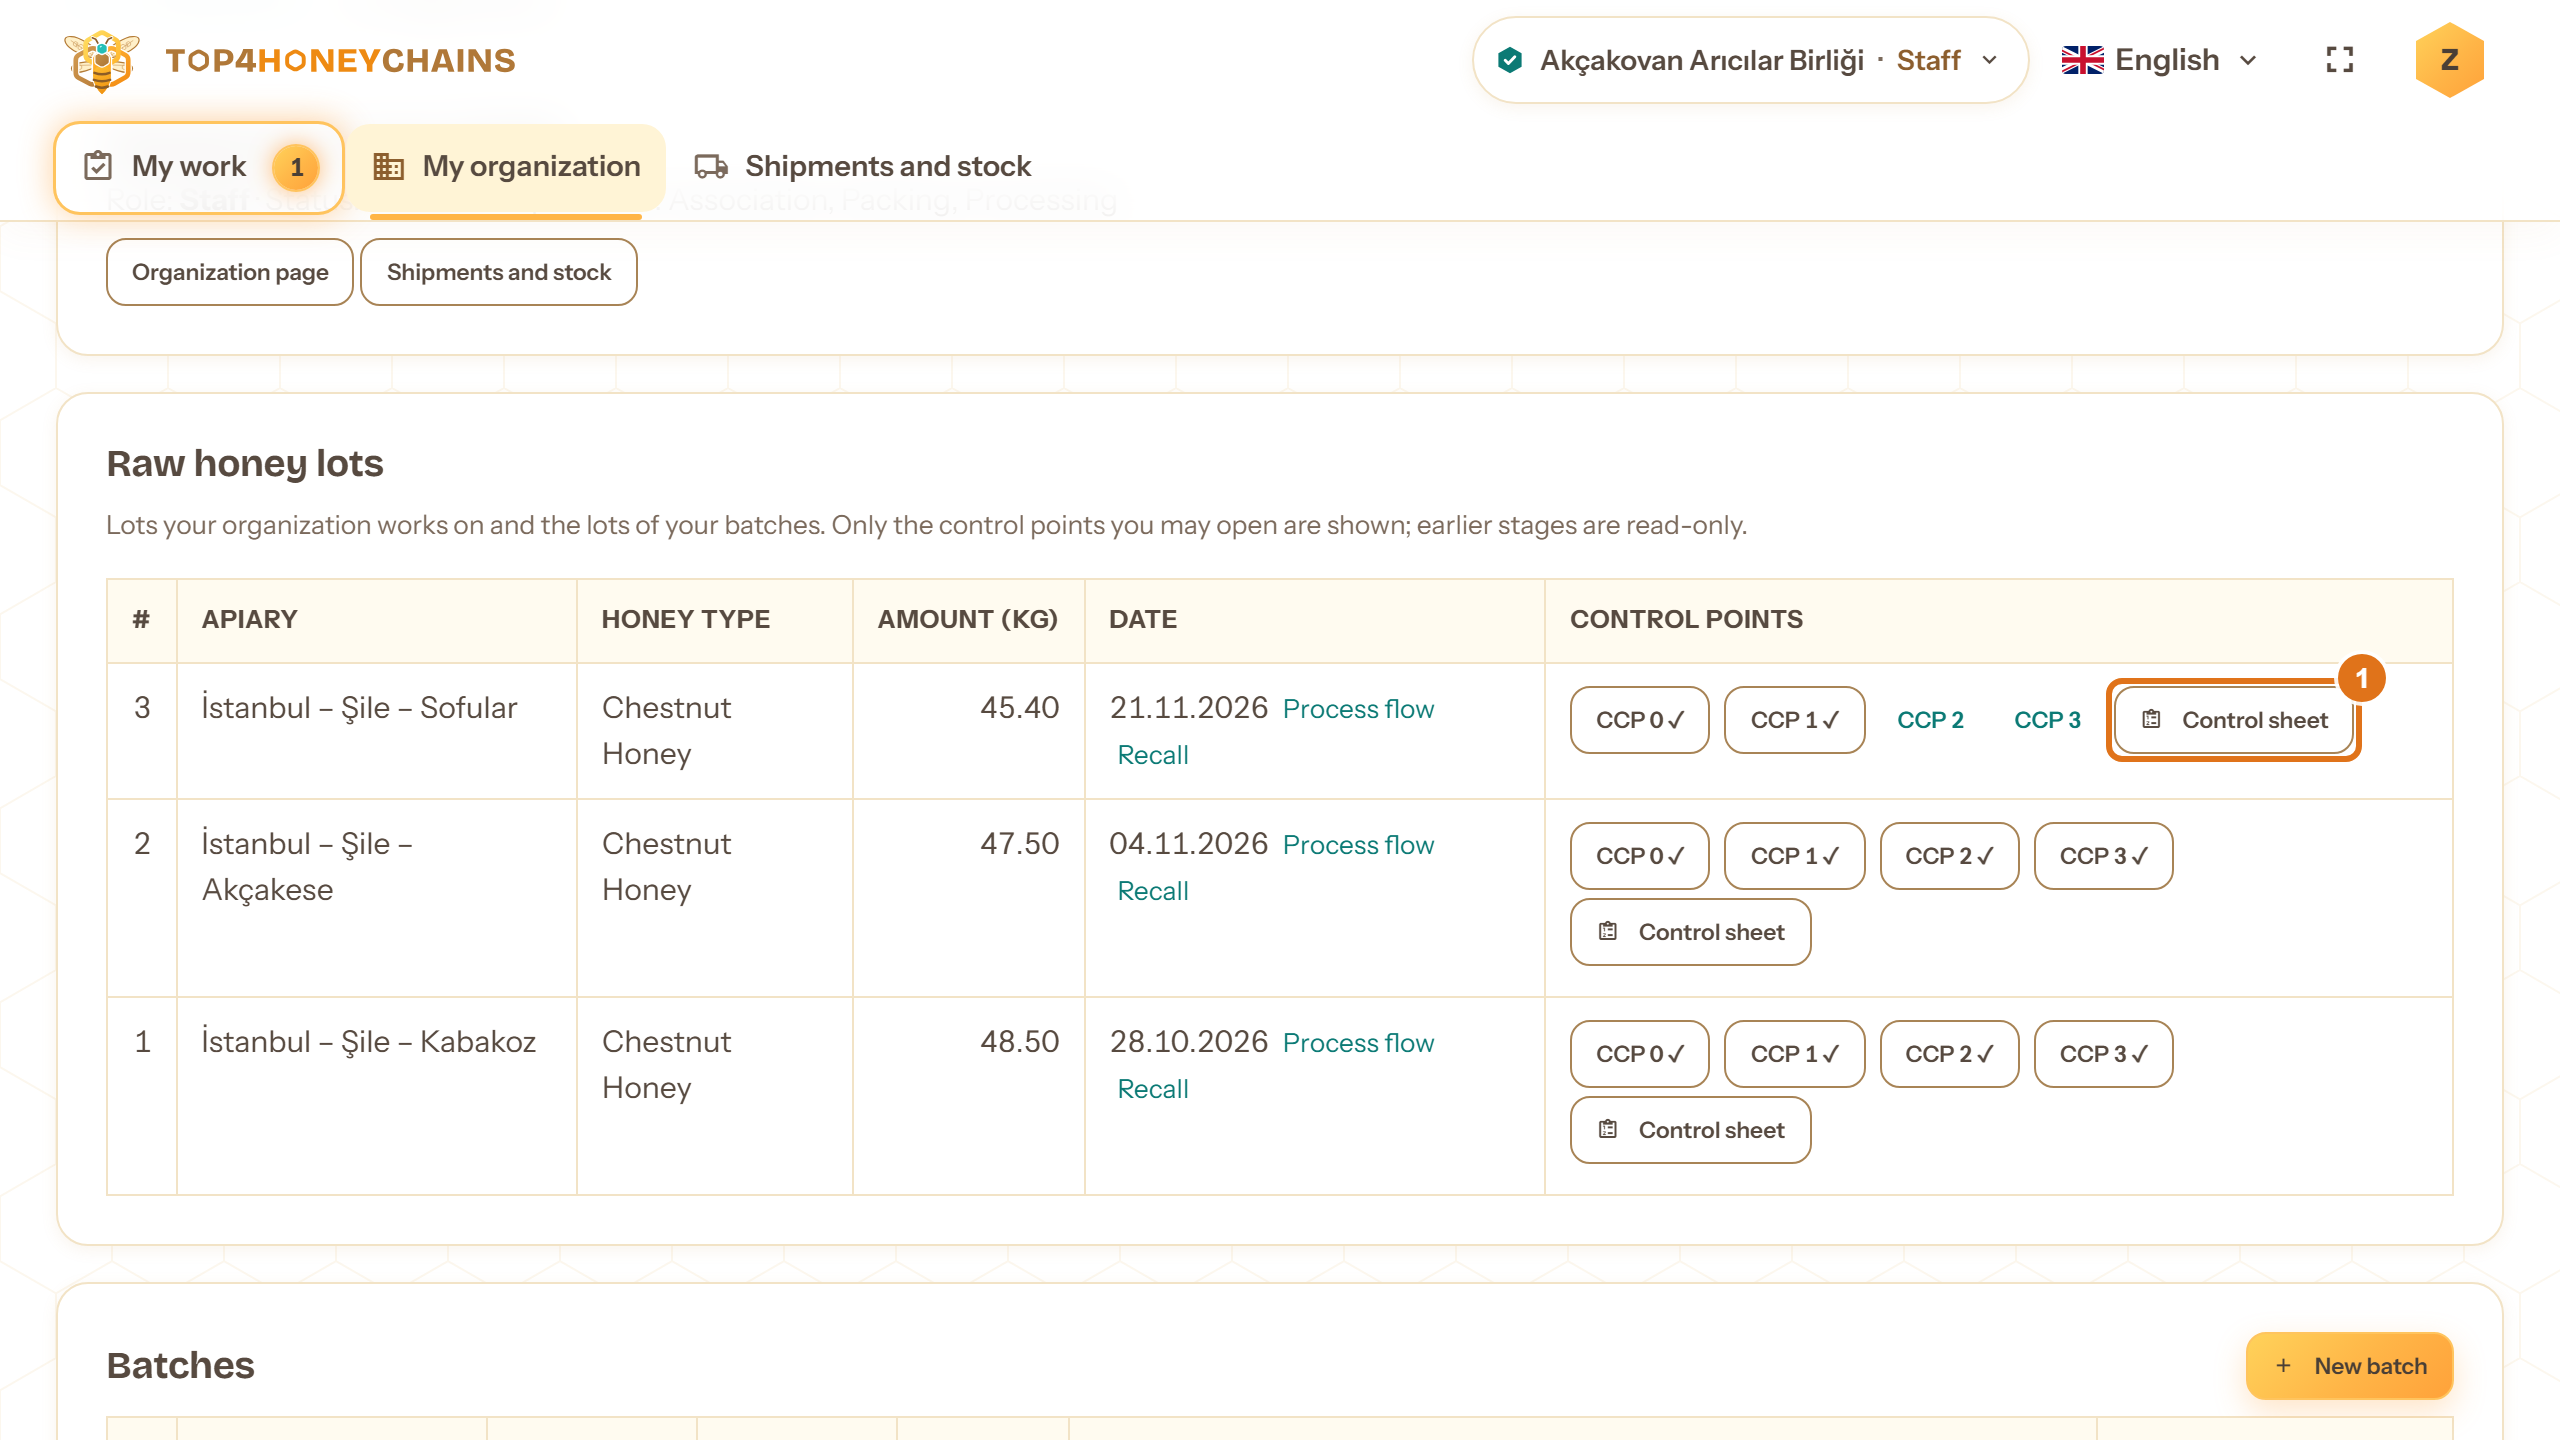 TOP4HONEYCHAINS
Akçakovan Arıcılar Birliği · Staff
English
Z
My work 1
My organization
Shipments and stock
Role: Staff Association, Packing, Processing
Organization page
Shipments and stock
Raw honey lots
Lots your organization works on and the lots of your batches. Only the control points you may open are shown; earlier stages are read-only.
# APIARY HONEY TYPE AMOUNT (KG) DATE CONTROL POINTS
1
3 İstanbul – Şile – Sofular Chestnut 45.40 21.11.2026 Process flow CCP 0 ✓ CCP 1 ✓ CCP 2 CCP 3 Control sheet
Honey Recall
2 İstanbul – Şile – Chestnut 47.50 04.11.2026 Process flow CCP 0 ✓ CCP 1 ✓ CCP 2 ✓ CCP 3 ✓
Akçakese Honey Recall
Control sheet
1 İstanbul – Şile – Kabakoz Chestnut 48.50 28.10.2026 Process flow CCP 0 ✓ CCP 1 ✓ CCP 2 ✓ CCP 3 ✓
Honey Recall
Control sheet
Batches
+ New batch